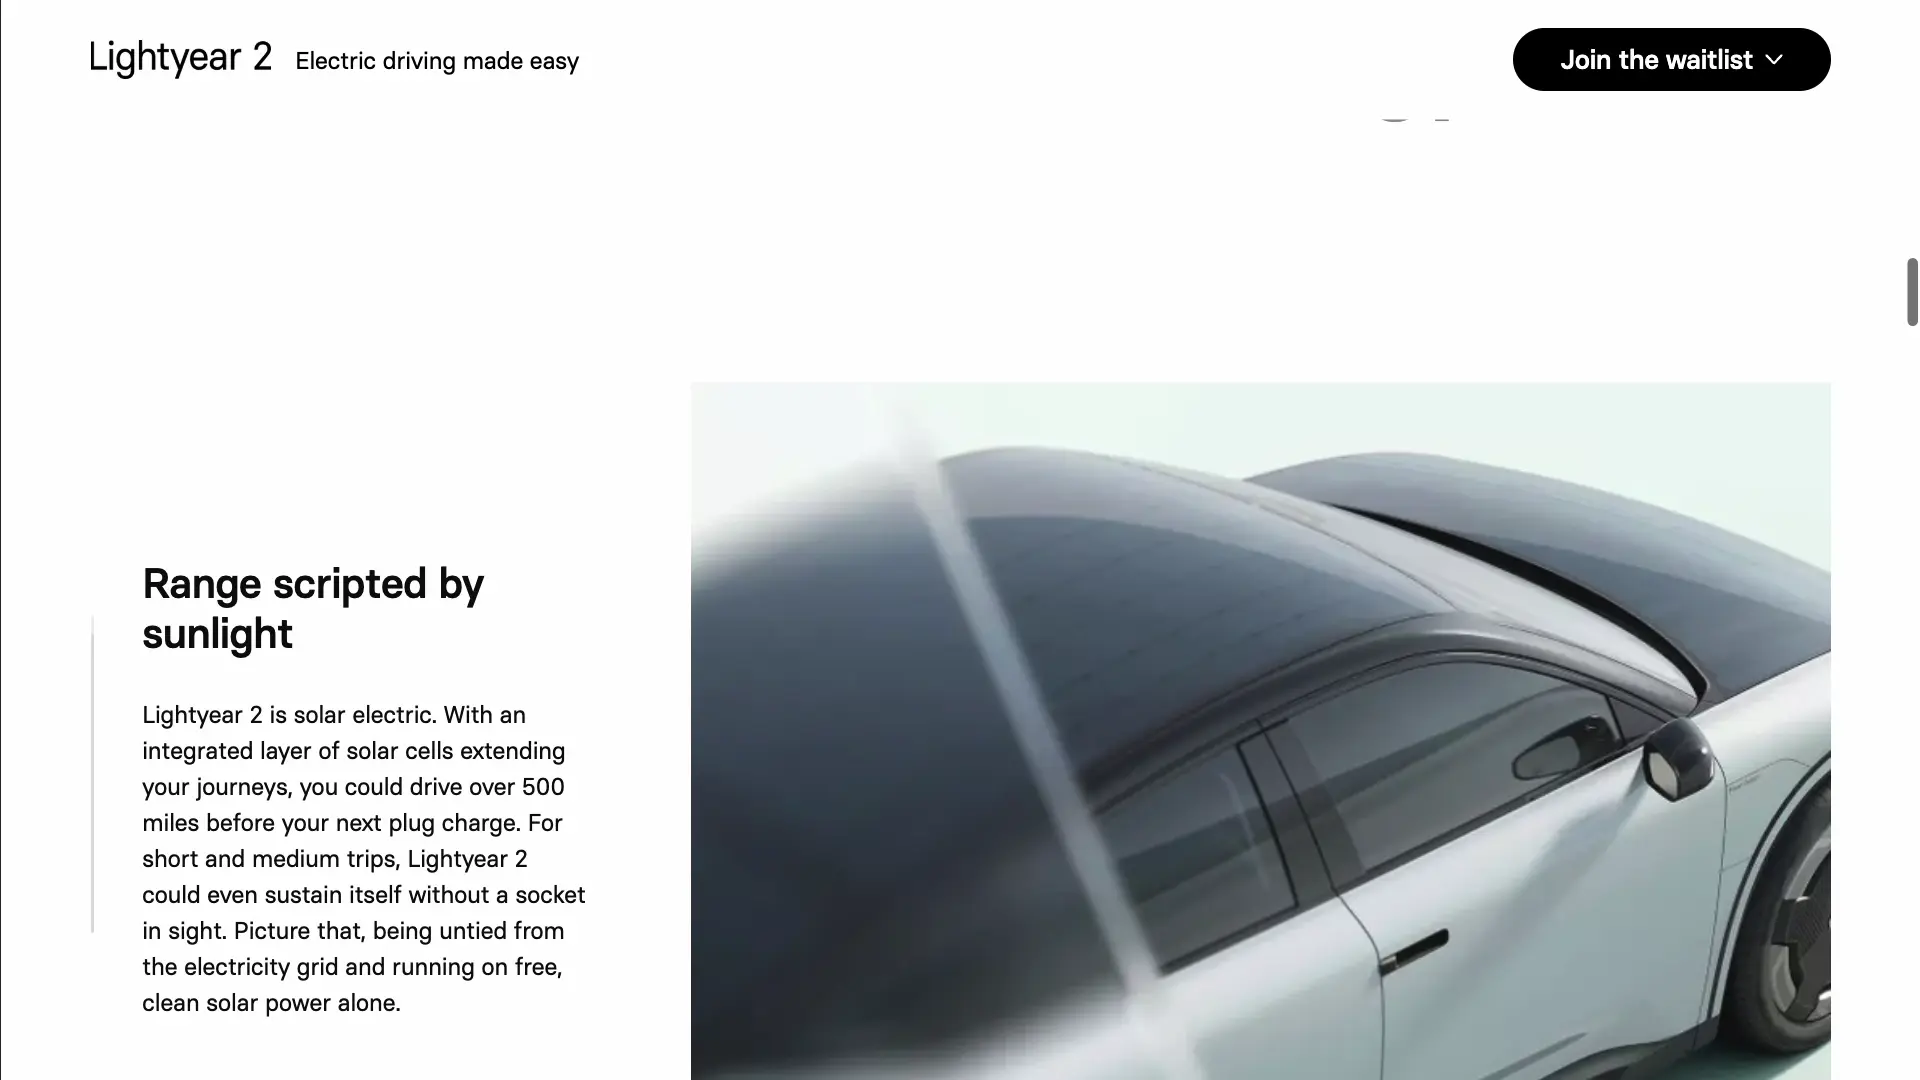 Lightyear 2 Electric driving made easy
Join the waitlist
Range scripted by
sunlight
Lightyear 2 is solar electric. With an
integrated layer of solar cells extending
your journeys, you could drive over 500
miles before your next plug charge. For
short and medium trips, Lightyear 2
could even sustain itself without a socket
in sight. Picture that, being untied from
the electricity grid and running on free,
clean solar power alone.